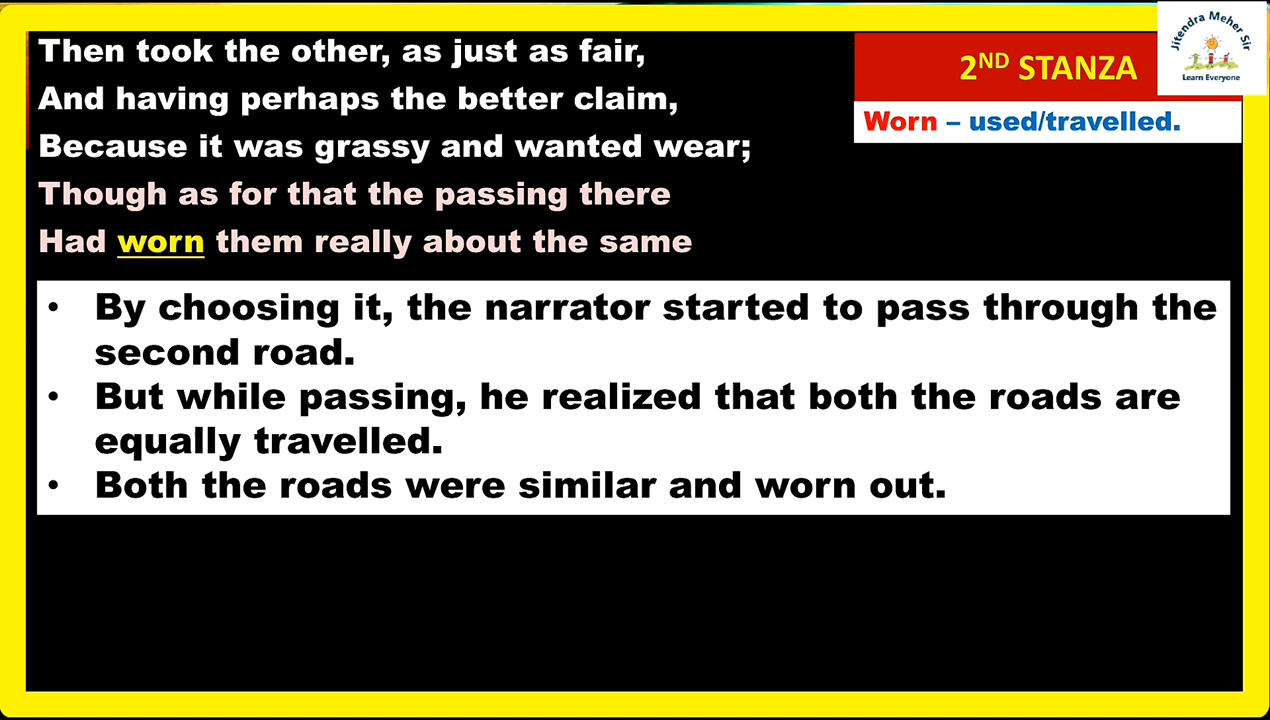 Then took the other, as just as fair,
And having perhaps the better claim,
Because it was grassy and wanted wear;
Though as for that the passing there
Had worn them really about the same
2ND STANZA
Worn – used/travelled.
Jitendra Meher Sir
Learn Everyone
• By choosing it, the narrator started to pass through the
second road.
• But while passing, he realized that both the roads are
equally travelled.
• Both the roads were similar and worn out.